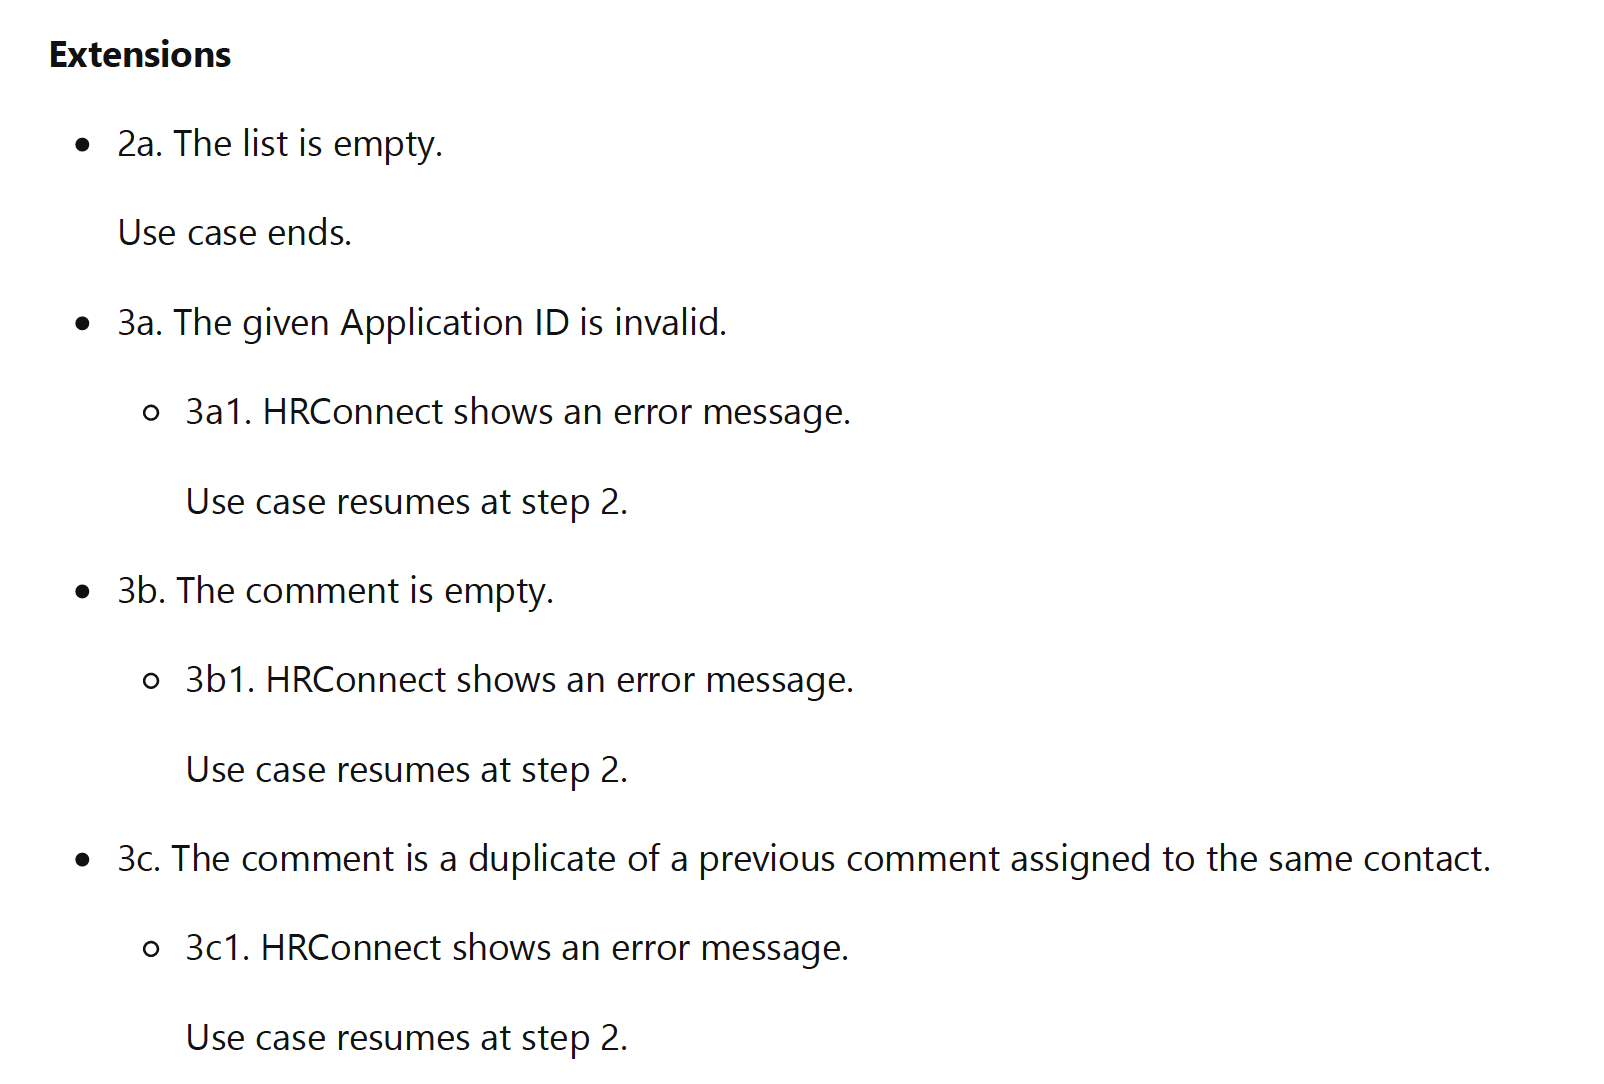 Extensions
2a. The list is empty.
Use case ends.
3a. The given Application ID is invalid.
3a1. HRConnect shows an error message.
Use case resumes at step 2.
3b. The comment is empty.
3b1. HRConnect shows an error message.
Use case resumes at step 2.
3c. The comment is a duplicate of a previous comment assigned to the same contact.
3c1. HRConnect shows an error message.
Use case resumes at step 2.